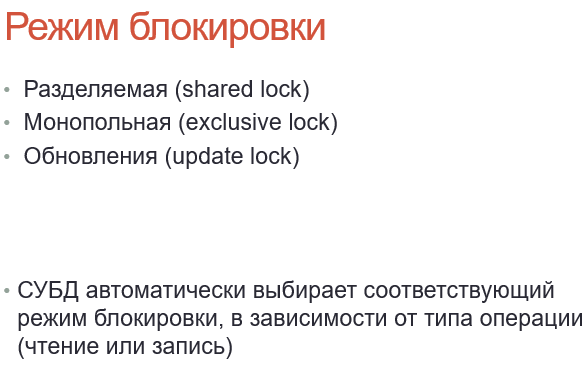 Режим блокировки
• Разделяемая (shared lock)
• Монопольная (exclusive lock)
• Обновления (update lock)
• СУБД автоматически выбирает соответствующий
режим блокировки, в зависимости от типа операции
(чтение или запись)